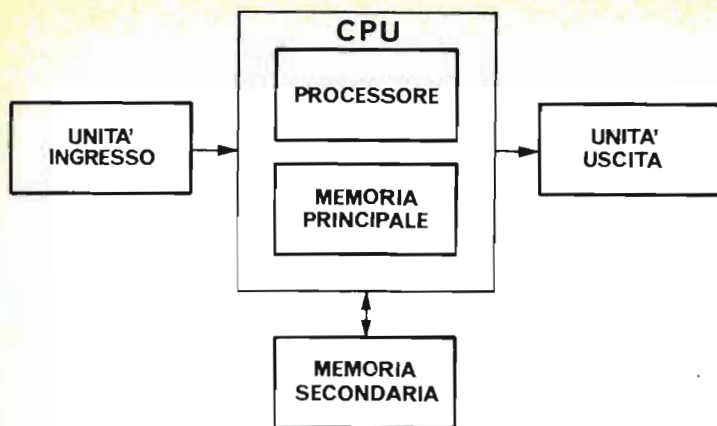 CPU
PROCESSORE
UNITA'
INGRESSO
MEMORIA
PRINCIPALE
UNITA'
USCITA
MEMORIA
SECONDARIA